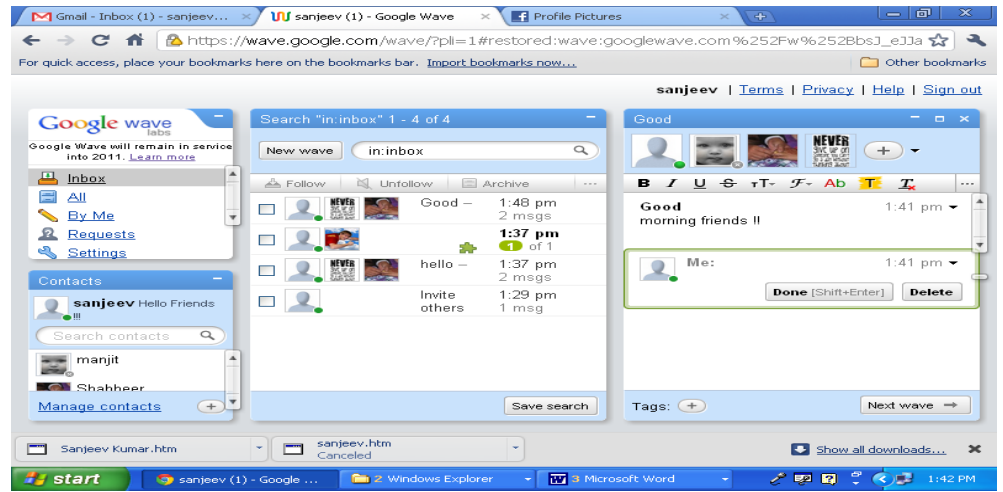 Gmail - Inbox (1) - sanjeev... ×
sanjeev (1) - Google Wave ×
Profile Pictures ×
https://wave.google.com/wave/?pli=1#restored:wave:googlewave.com%252Fw%252BbsJ_eJJa
For quick access, place your bookmarks here on the bookmarks bar. Import bookmarks now...
Other bookmarks
sanjeev | Terms | Privacy | Help | Sign out
Google wave
labs
Google Wave will remain in service
into 2011. Learn more
Inbox
All
By Me
Requests
Settings
Contacts
sanjeev Hello Friends
!!!
Search contacts
manjit
Shabheer
Manage contacts
Search "in:inbox" 1 - 4 of 4
New wave
in:inbox
Follow
Unfollow
Archive
...
NEVER
Good – 1:48 pm
2 msgs
1:37 pm
1 of 1
NEVER
hello – 1:37 pm
2 msgs
Invite 1:29 pm
others 1 msg
Save search
Good
NEVER
GIVE UP ON
B I U S TT F Ab T T ...
Good 1:41 pm
morning friends !!
Me: 1:41 pm
Done [Shift+Enter] Delete
Tags:
Next wave →
Sanjeev Kumar.htm
sanjeev.htm
Canceled
Show all downloads...
start
sanjeev (1) - Google ...
2 Windows Explorer
3 Microsoft Word
1:42 PM